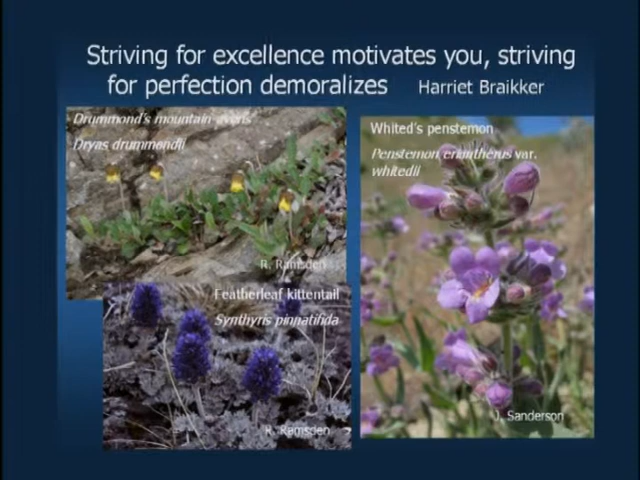 Striving for excellence motivates you, striving
for perfection demoralizes Harriet Braikker
Drummond's mountain-avens
Dryas drummondii
R. Ramsden
Whited's penstemon
Penstemon eriantherus var.
whitedii
Featherleaf kittentail
Synthyris pinnatifida
R. Ramsden
J. Sanderson